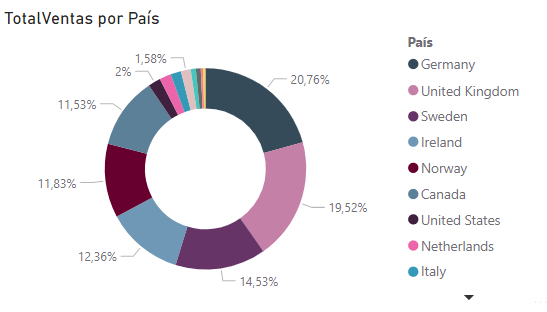 TotalVentas por País
1,58%
2%
20,76%
11,53%
11,83%
19,52%
12,36%
14,53%
País
Germany
United Kingdom
Sweden
Ireland
Norway
Canada
United States
Netherlands
Italy